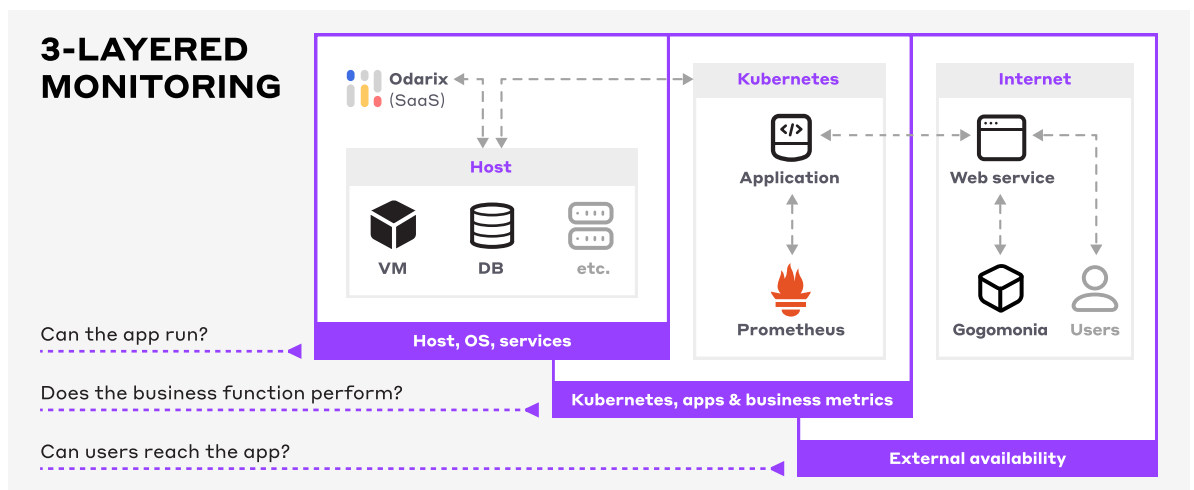 3-LAYERED
MONITORING
Odarix
(SaaS)
Host
VM
DB
etc.
Kubernetes
Application
Prometheus
Internet
Web service
Gogomonia
Users
Can the app run?
Host, OS, services
Does the business function perform?
Kubernetes, apps & business metrics
Can users reach the app?
External availability